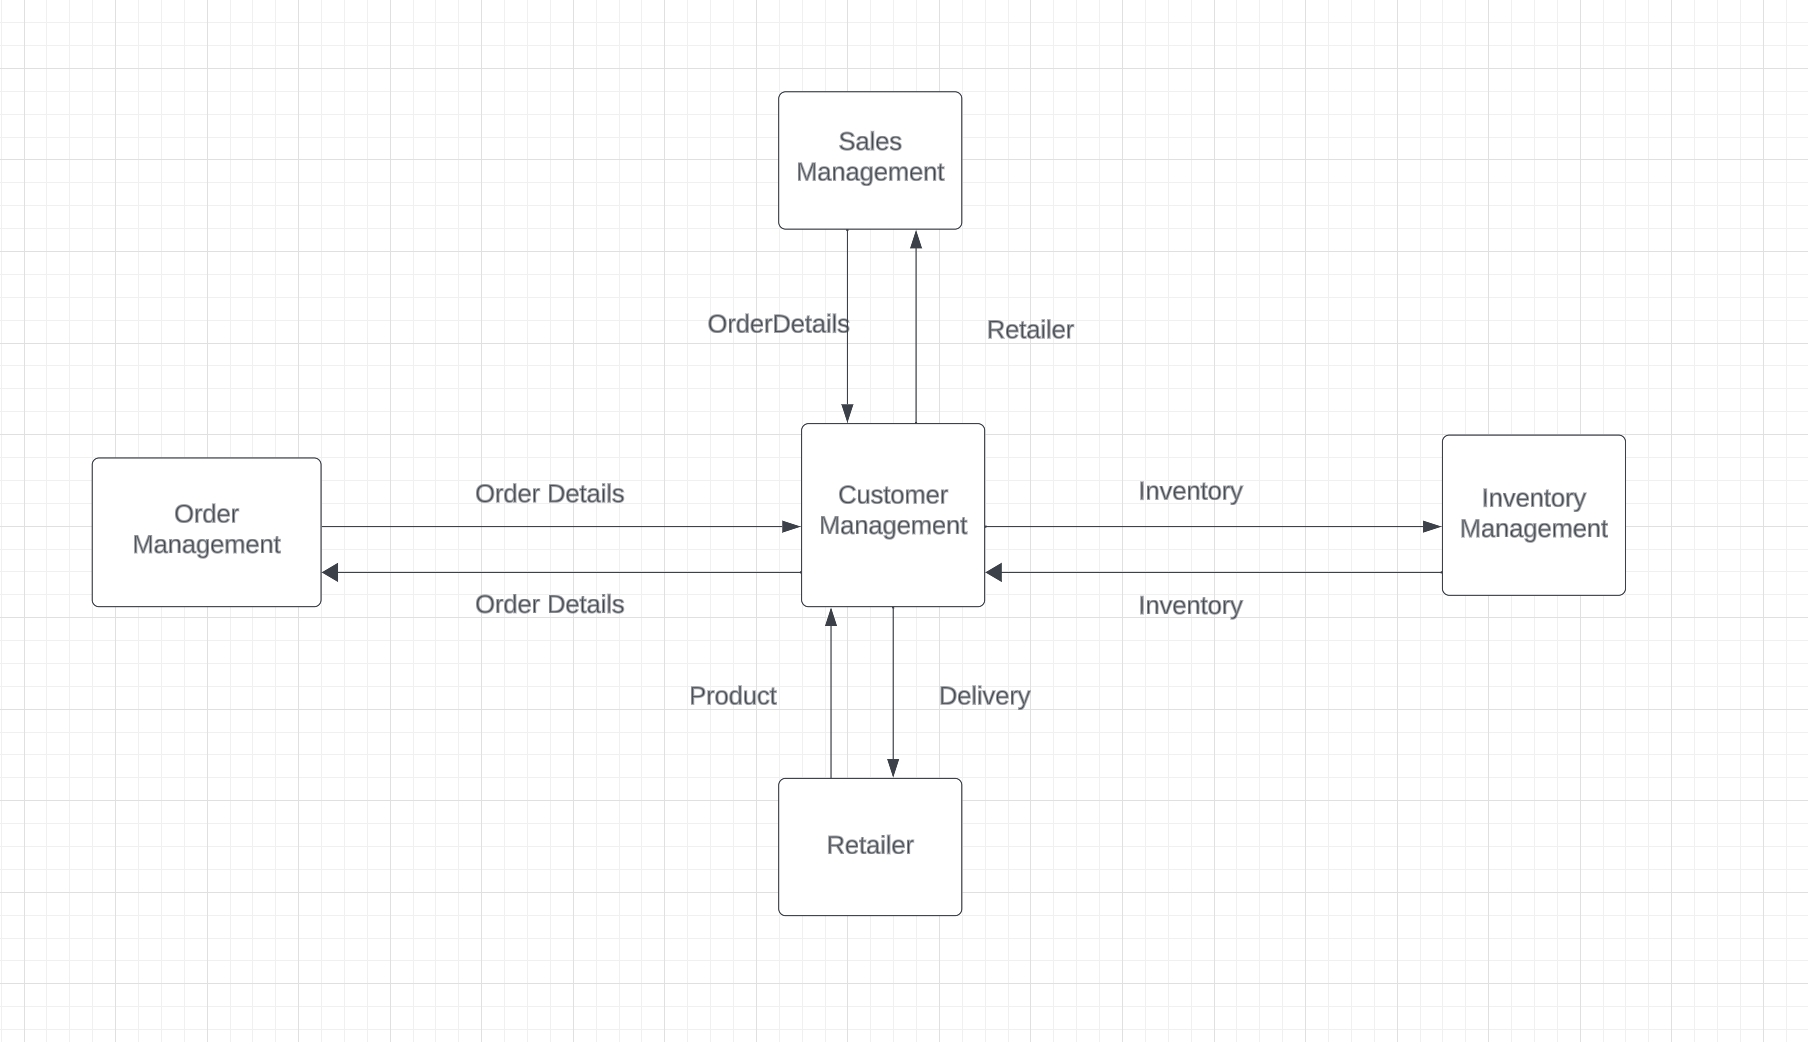 Sales
Management
OrderDetails
Retailer
Order
Management
Order Details
Order Details
Customer
Management
Inventory
Inventory
Inventory
Management
Product
Delivery
Retailer